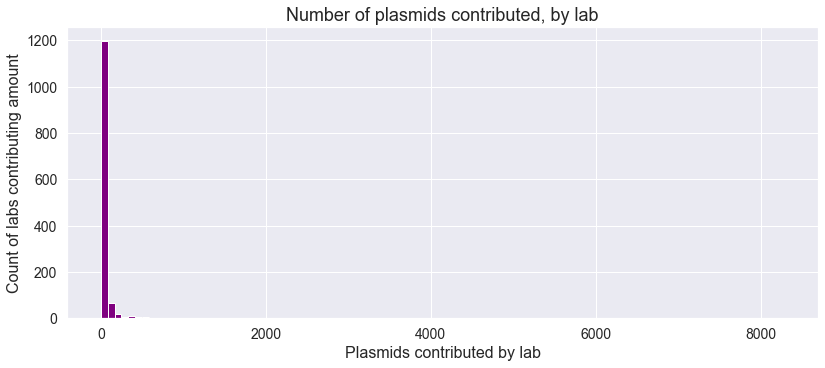 Number of plasmids contributed, by lab
Count of labs contributing amount
1200
1000
800
600
400
200
0
0 2000 4000 6000 8000
Plasmids contributed by lab